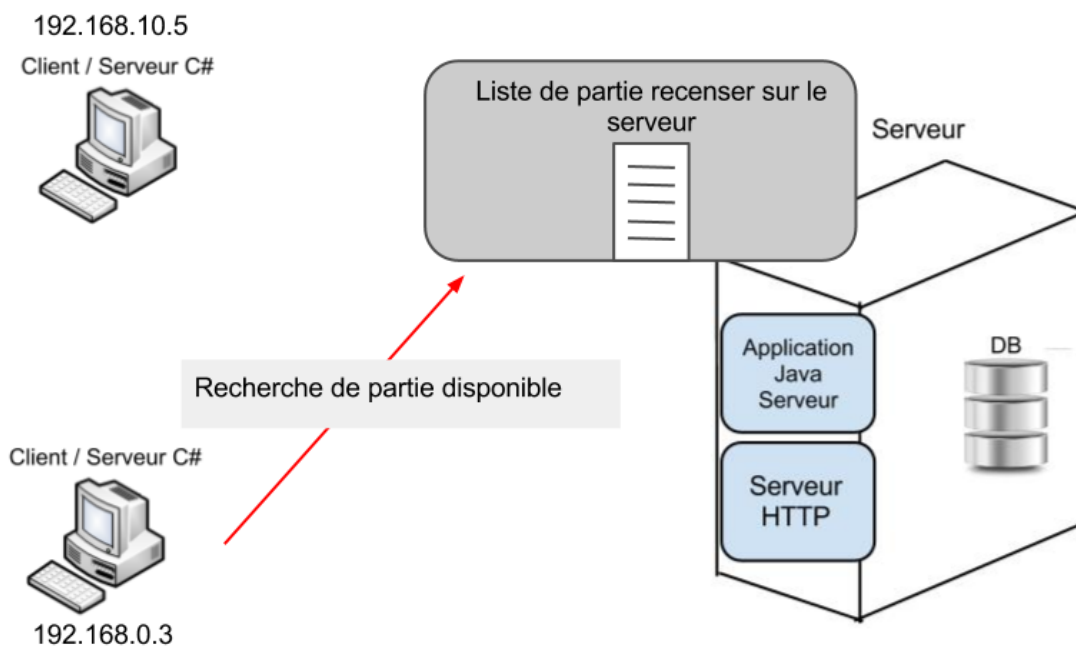 192.168.10.5
Client / Serveur C#
Liste de partie recenser sur le
serveur
Serveur
Application
Java
Serveur
DB
Recherche de partie disponible
Serveur
HTTP
Client / Serveur C#
192.168.0.3